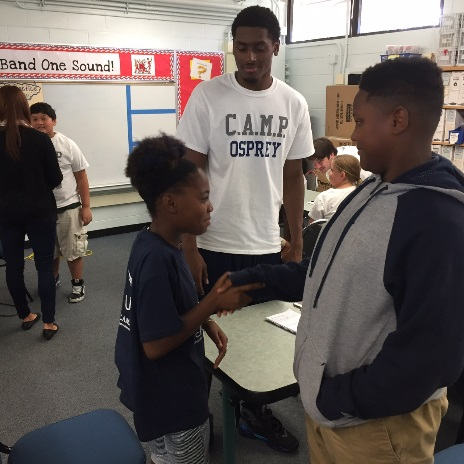 Band One Sound!
C.A.M.P.
OSPREY
U